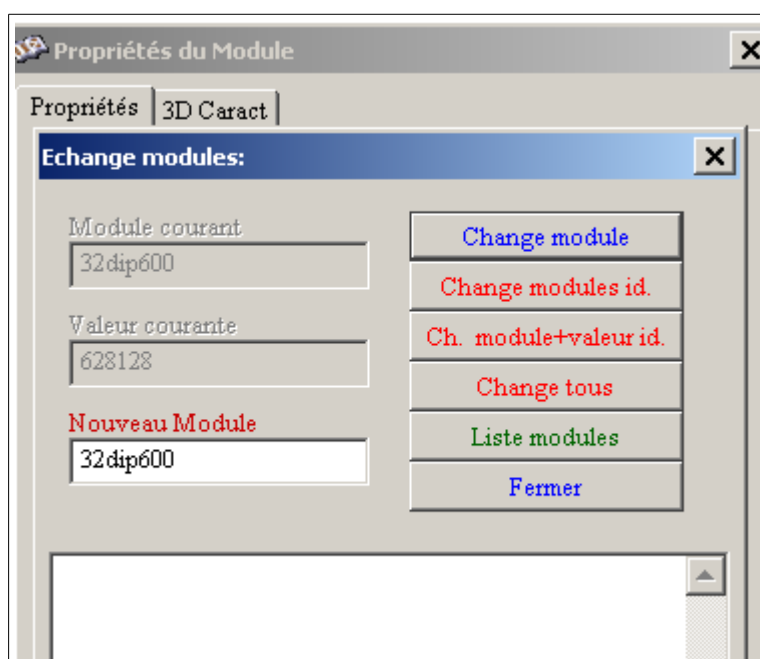 Propriétés du Module
Propriétés
3D Caract
Echange modules:
Module courant
32dip600
Valeur courante
628128
Nouveau Module
32dip600
Change module
Change modules id.
Ch. module+valeur id.
Change tous
Liste modules
Fermer